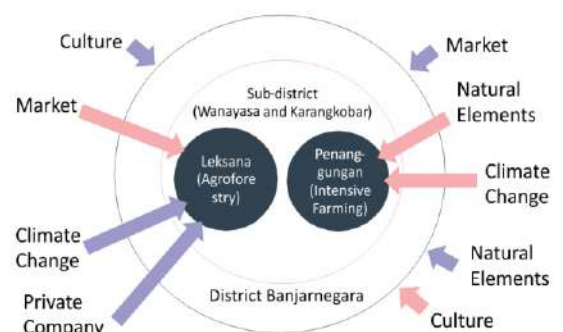 Culture
Market
Market
Natural
Elements
Sub-district
(Wanayasa and Karangkobar)
Leksana
(Agrofore
stry)
Penang-
gungan
(Intensive
Farming)
Climate
Change
Climate
Change
Natural
Elements
Private
Company
District Banjarnegara
Culture